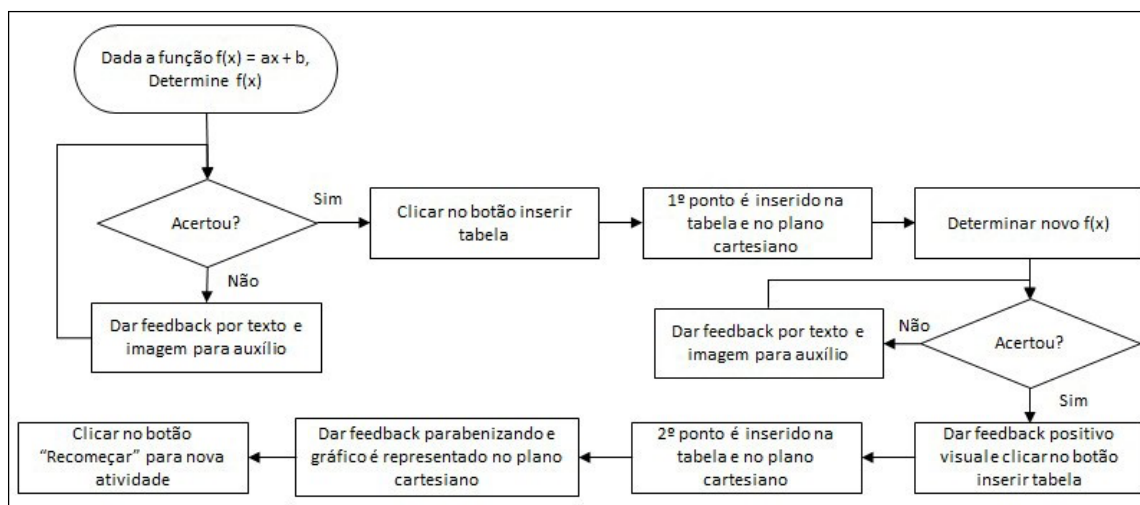 Dada a função f(x) = ax + b,
Determine f(x)
Acertou?
Sim
Clicar no botão inserir
tabela
1º ponto é inserido na
tabela e no plano
cartesiano
Determinar novo f(x)
Não
Dar feedback por texto e
imagem para auxílio
Dar feedback por texto e
imagem para auxílio
Não
Acertou?
Sim
Clicar no botão
“Recomeçar” para nova
atividade
Dar feedback parabenizando e
gráfico é representado no plano
cartesiano
2º ponto é inserido na
tabela e no plano
cartesiano
Dar feedback positivo
visual e clicar no botão
inserir tabela